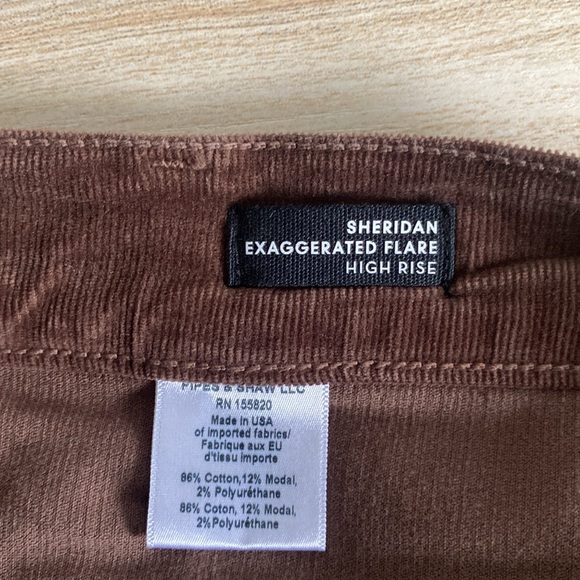 SHERIDAN
EXAGGERATED FLARE
HIGH RISE
PIPES & SHAW LLC
RN 155820
Made in USA
of imported fabrics/
Fabrique aux EU
d'tissu importe
86% Cotton,12% Modal,
2% Polyuréthane
86% Coton, 12% Modal,
2%Polyuréthane